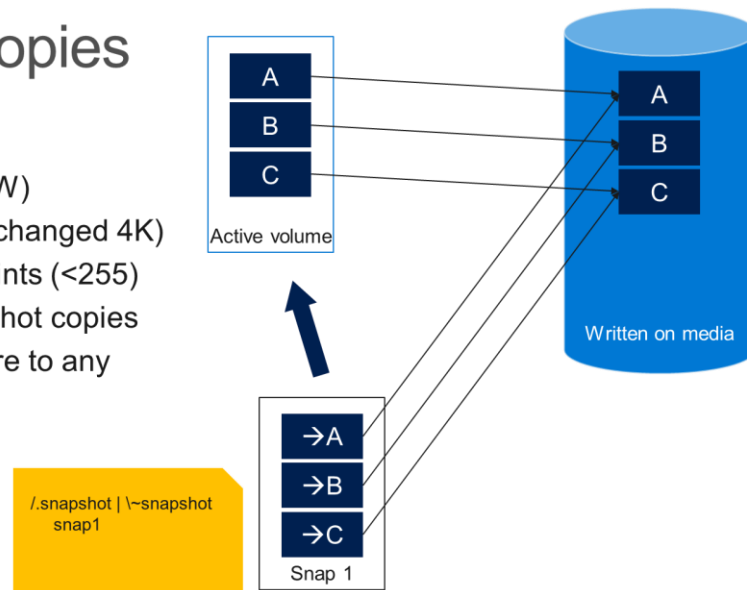 opies
W)
changed 4K)
nts (<255)
hot copies
re to any
A
B
C
Active volume
A
B
C
Written on media
→A
→B
→C
Snap 1
/.snapshot | \~snapshot
snap1